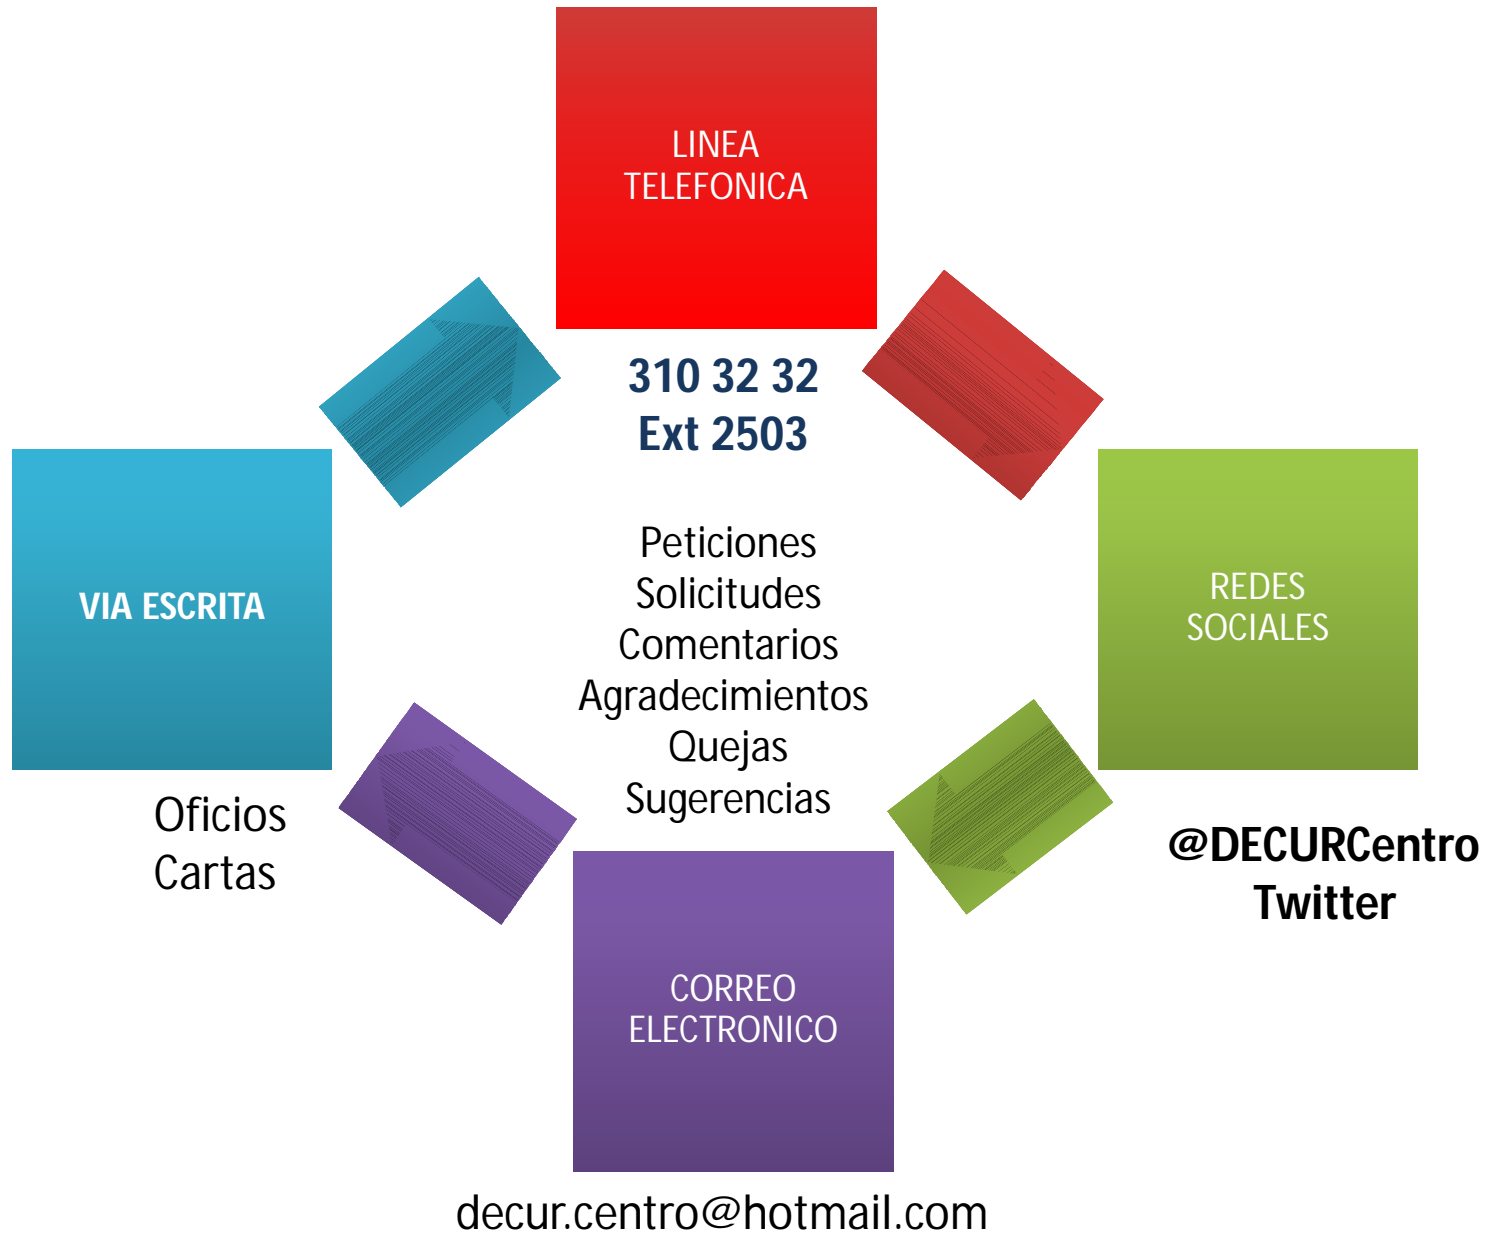 LINEA
TELEFONICA
310 32 32
Ext 2503
VIA ESCRITA
Oficios
Cartas
Peticiones
Solicitudes
Comentarios
Agradecimientos
Quejas
Sugerencias
REDES
SOCIALES
@DECURCentro
Twitter
CORREO
ELECTRONICO
decur.centro@hotmail.com